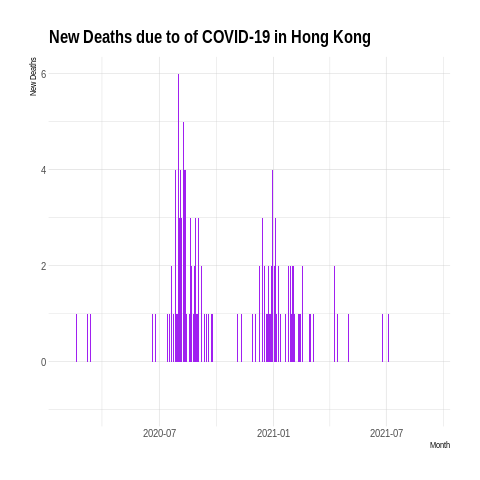 New Deaths due to of COVID-19 in Hong Kong
New Deaths
6
4
2
0
2020-07
2021-01
2021-07
Month